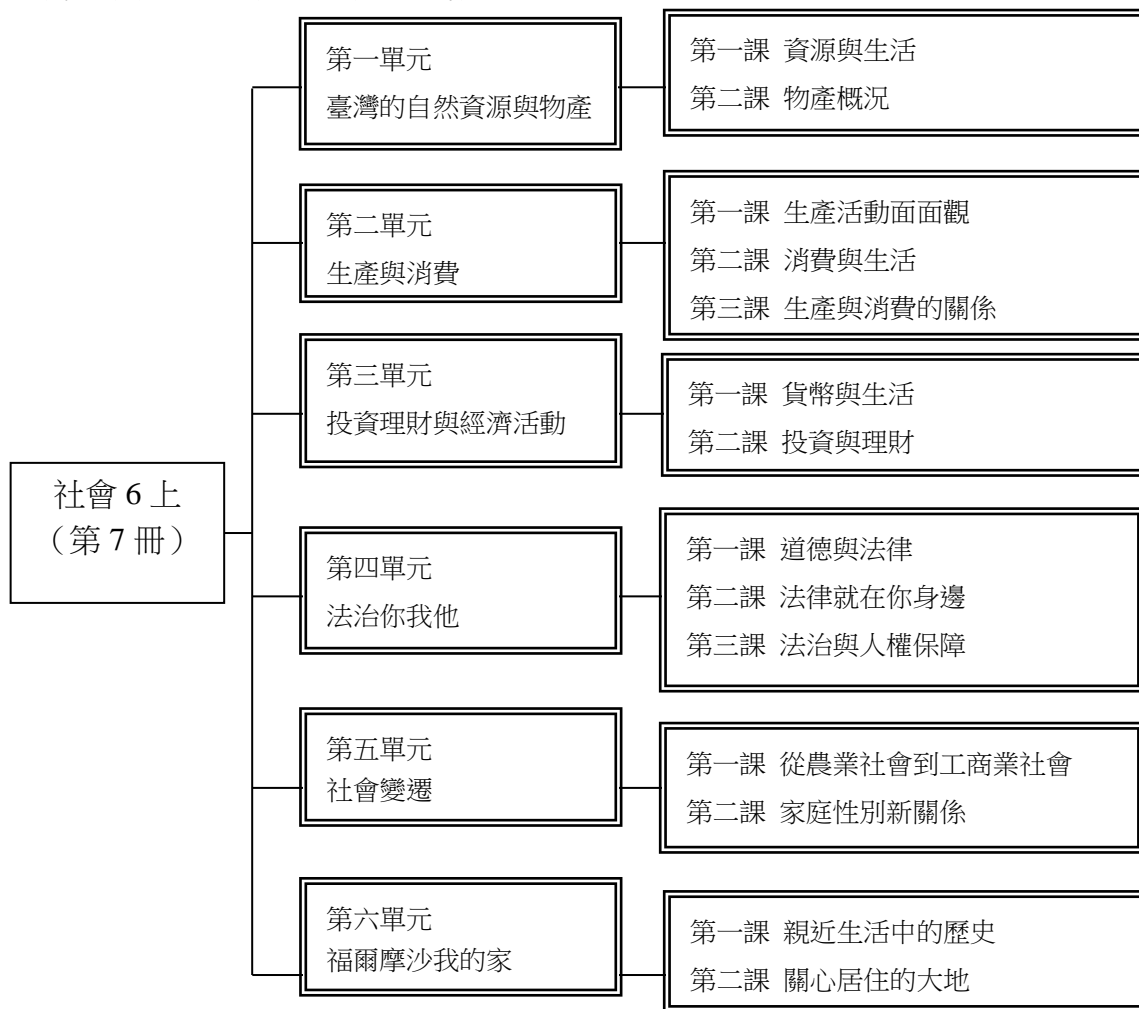 社會 6 上
（第 7 冊）
第一單元
臺灣的自然資源與物產
第一課 資源與生活
第二課 物產概況
第二單元
生產與消費
第一課 生產活動面面觀
第二課 消費與生活
第三課 生產與消費的關係
第三單元
投資理財與經濟活動
第一課 貨幣與生活
第二課 投資與理財
第四單元
法治你我他
第一課 道德與法律
第二課 法律就在你身邊
第三課 法治與人權保障
第五單元
社會變遷
第一課 從農業社會到工商業社會
第二課 家庭性別新關係
第六單元
福爾摩沙我的家
第一課 親近生活中的歷史
第二課 關心居住的大地